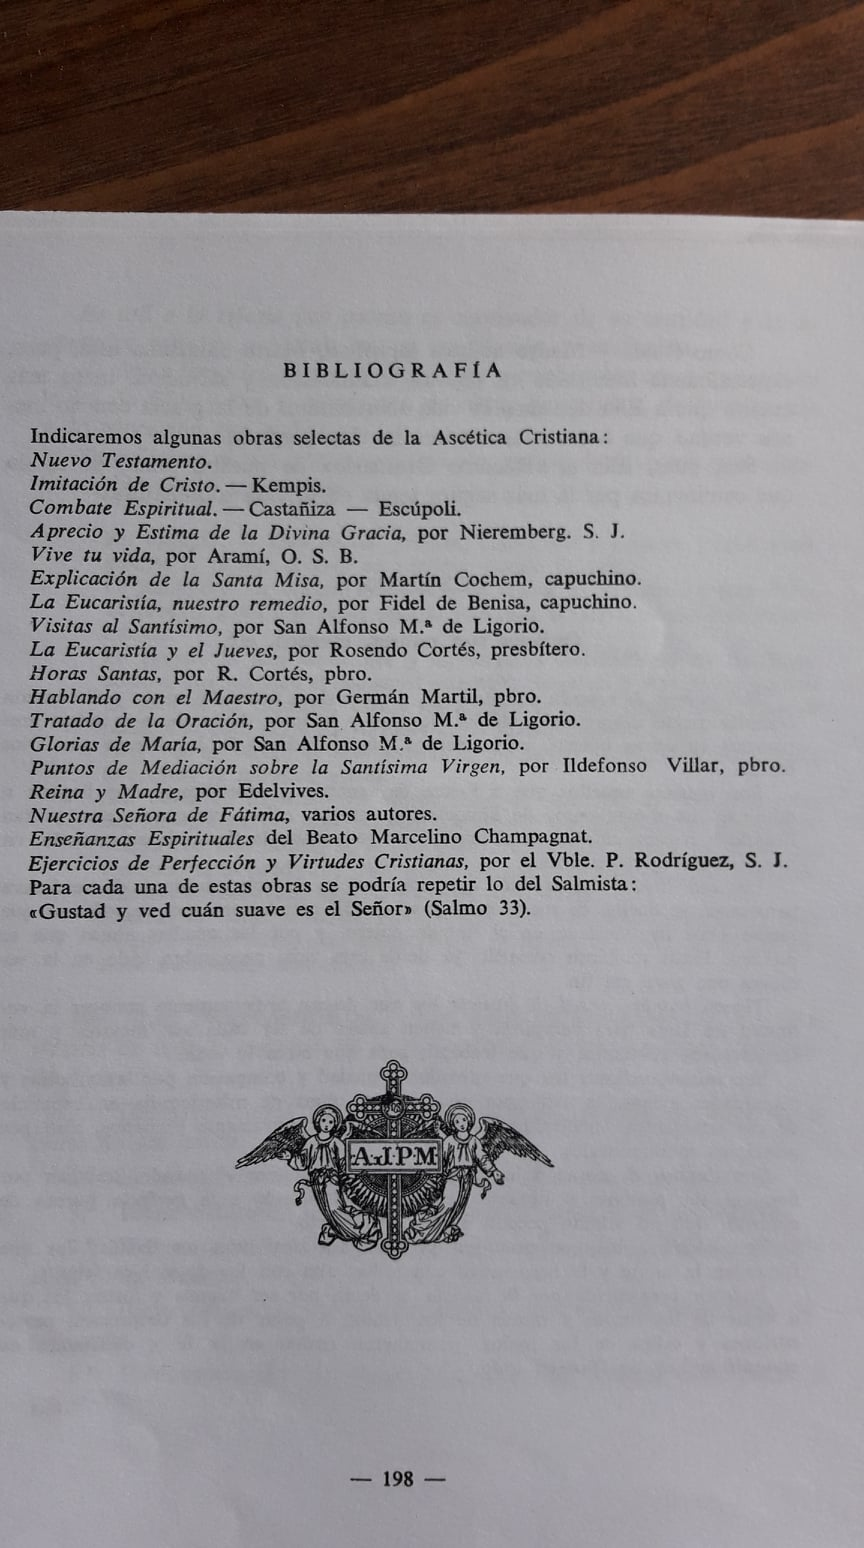 BIBLIOGRAFÍA
Indicaremos algunas obras selectas de la Ascética Cristiana:
Nuevo Testamento.
Imitación de Cristo. — Kempis.
Combate Espiritual. — Castañiza — Escúpoli.
Aprecio y Estima de la Divina Gracia, por Nieremberg. S. J.
Vive tu vida, por Aramí, O. S. B.
Explicación de la Santa Misa, por Martín Cochem, capuchino.
La Eucaristía, nuestro remedio, por Fidel de Benisa, capuchino.
Visitas al Santísimo, por San Alfonso M.ª de Ligorio.
La Eucaristía y el Jueves, por Rosendo Cortés, presbítero.
Horas Santas, por R. Cortés, pbro.
Hablando con el Maestro, por Germán Martil, pbro.
Tratado de la Oración, por San Alfonso M.ª de Ligorio.
Glorias de María, por San Alfonso M.ª de Ligorio.
Puntos de Mediación sobre la Santísima Virgen, por Ildefonso Villar, pbro.
Reina y Madre, por Edelvives.
Nuestra Señora de Fátima, varios autores.
Enseñanzas Espirituales del Beato Marcelino Champagnat.
Ejercicios de Perfección y Virtudes Cristianas, por el Vble. P. Rodríguez, S. J.
Para cada una de estas obras se podría repetir lo del Salmista:
«Gustad y ved cuán suave es el Señor» (Salmo 33).
A.J.P.M
— 198 —